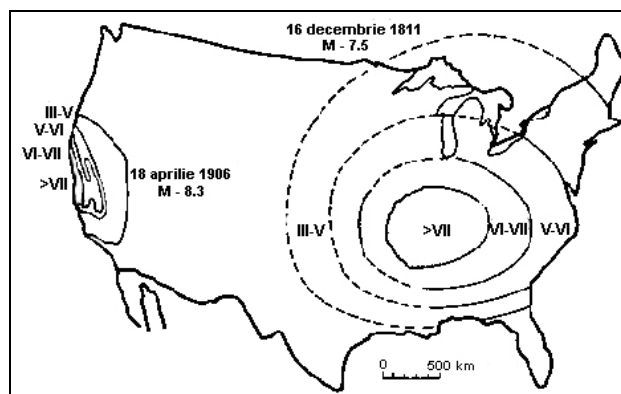 16 decembrie 1811
M - 7.5
III-V
V-VI
VI-VII
>VII
18 aprilie 1906
M - 8.3
III-V
>VII
VI-VII
V-VI
0 500 km